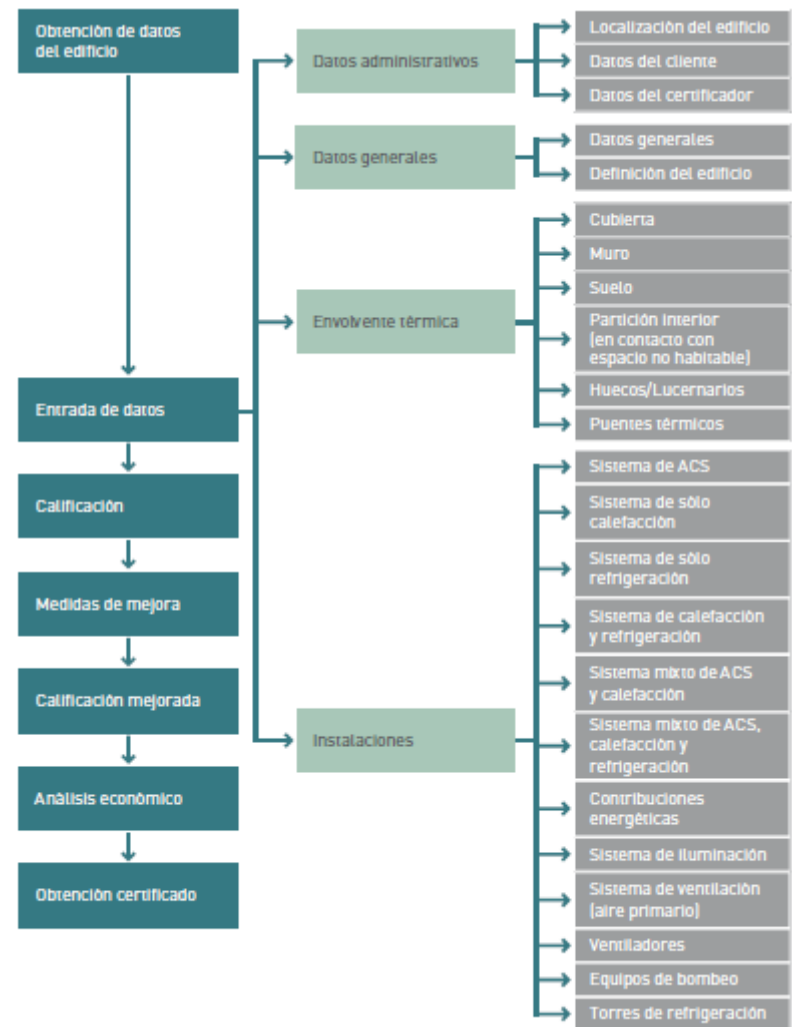 Obtención de datos
del edificio
Entrada de datos
Calificación
Medidas de mejora
Calificación mejorada
Análisis económico
Obtención certificado
Datos administrativos
Datos generales
Envolvente térmica
Instalaciones
Localización del edificio
Datos del cliente
Datos del certificador
Datos generales
Definición del edificio
Cubierta
Muro
Suelo
Partición interior
(en contacto con
espacio no habitable)
Huecos/Lucernarios
Puentes térmicos
Sistema de ACS
Sistema de sólo
calefacción
Sistema de sólo
refrigeración
Sistema de calefacción
y refrigeración
Sistema mixto de ACS
y calefacción
Sistema mixto de ACS,
calefacción y
refrigeración
Contribuciones
energéticas
Sistema de iluminación
Sistema de ventilación
(aire primario)
Ventiladores
Equipos de bombeo
Torres de refrigeración